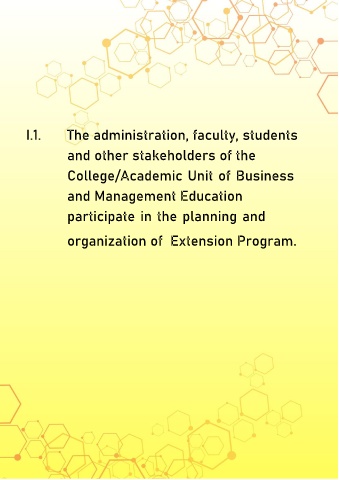 I.1. The administration, faculty, students
and other stakeholders of the
College/Academic Unit of Business
and Management Education
participate in the planning and
organization of Extension Program.